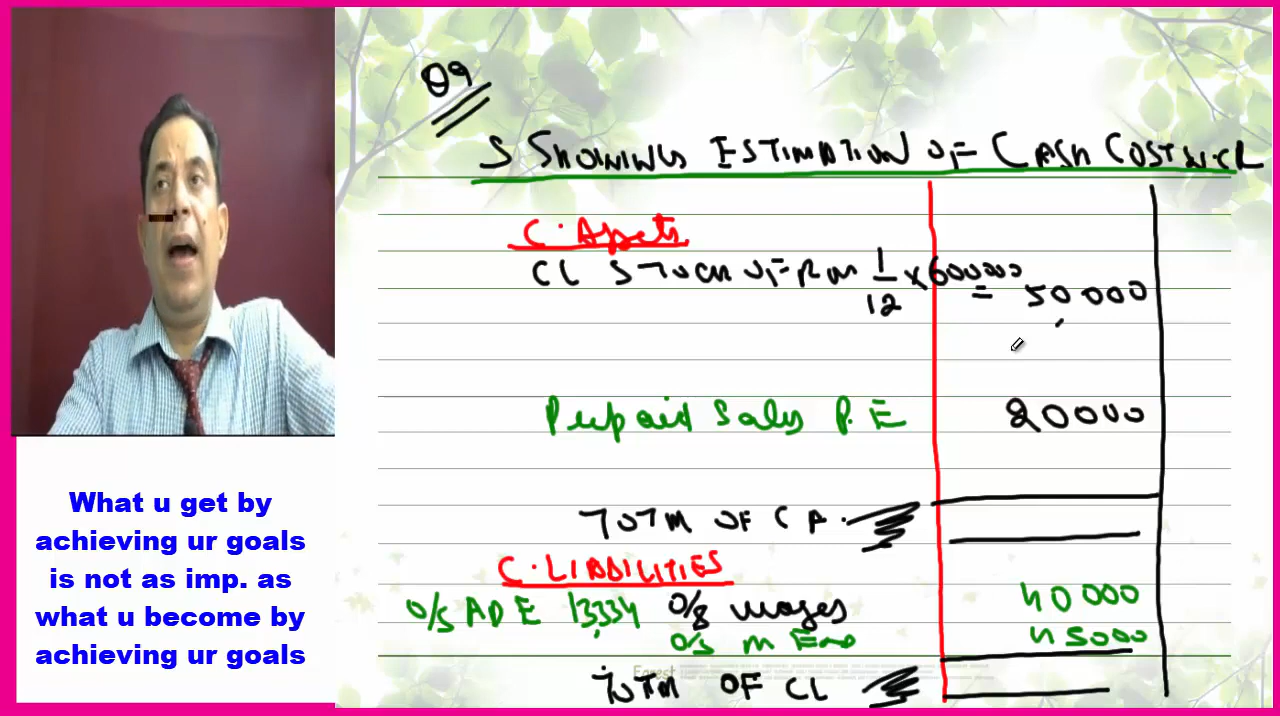 Q9
S SHOWING ESTIMATION OF CASH COST W.C R
C. Assets
CL STOCK OF RM 1/12 x 600000
= 50,000
Prepaid Sales P. E 20000
TOTAL OF C A.
C. LIABILITIES
O/S A D E 13,334 O/S wages 40000
O/S M Exp 45000
TOTAL OF CL
What u get by
achieving ur goals
is not as imp. as
what u become by
achieving ur goals